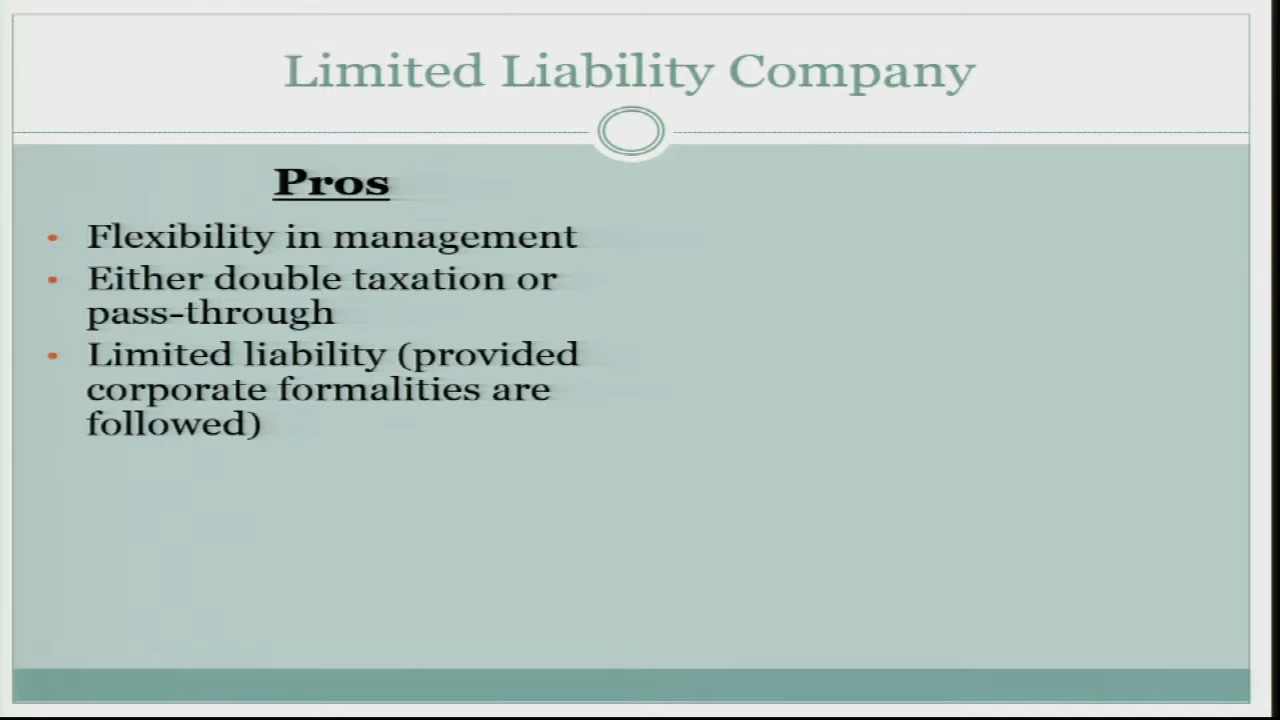 Limited Liability Company
Pros
• Flexibility in management
• Either double taxation or
pass-through
• Limited liability (provided
corporate formalities are
followed)